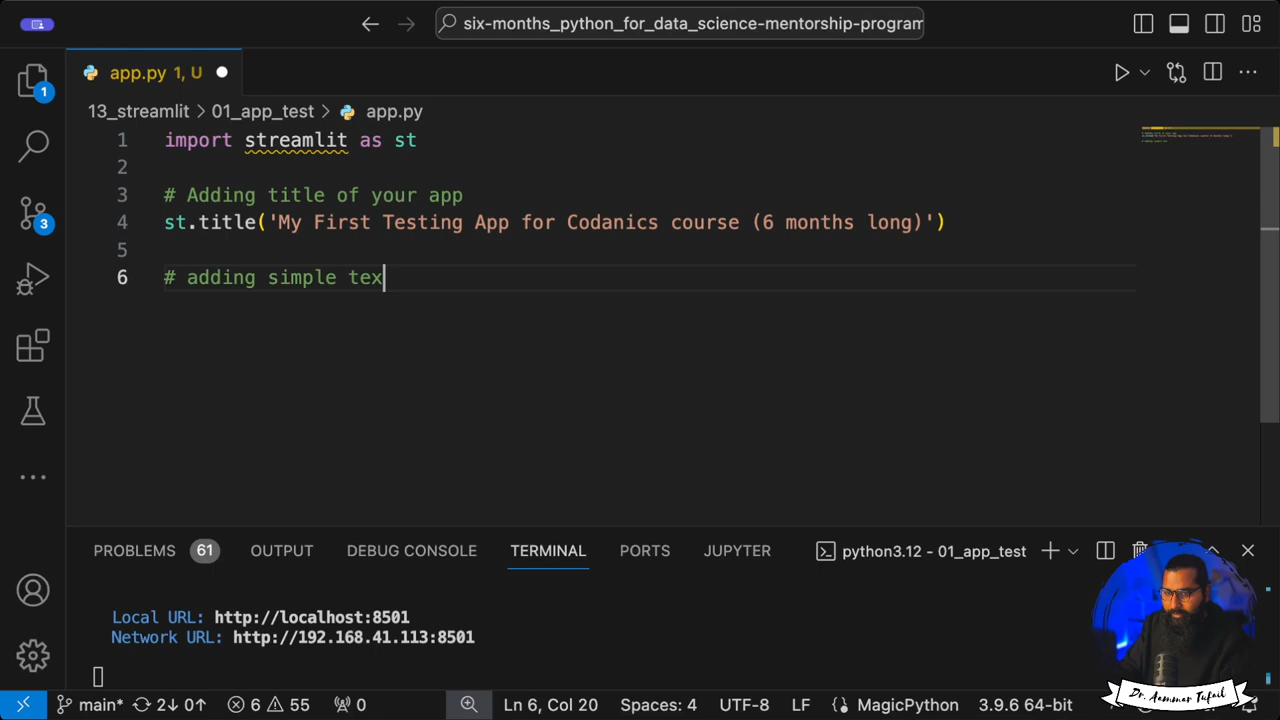 six-months_python_for_data_science-mentorship-program
1
app.py 1, U
13_streamlit > 01_app_test > app.py
1 import streamlit as st
2
3 # Adding title of your app
4 st.title('My First Testing App for Codanics course (6 months long)')
5
6 # adding simple tex
3
PROBLEMS 61 OUTPUT DEBUG CONSOLE TERMINAL PORTS JUPYTER python3.12 - 01_app_test
Local URL: http://localhost:8501
Network URL: http://192.168.41.113:8501
Dr. Aammar Tufail
main* 2↓ 0↑ 6 55 0 Ln 6, Col 20 Spaces: 4 UTF-8 LF MagicPython 3.9.6 64-bit